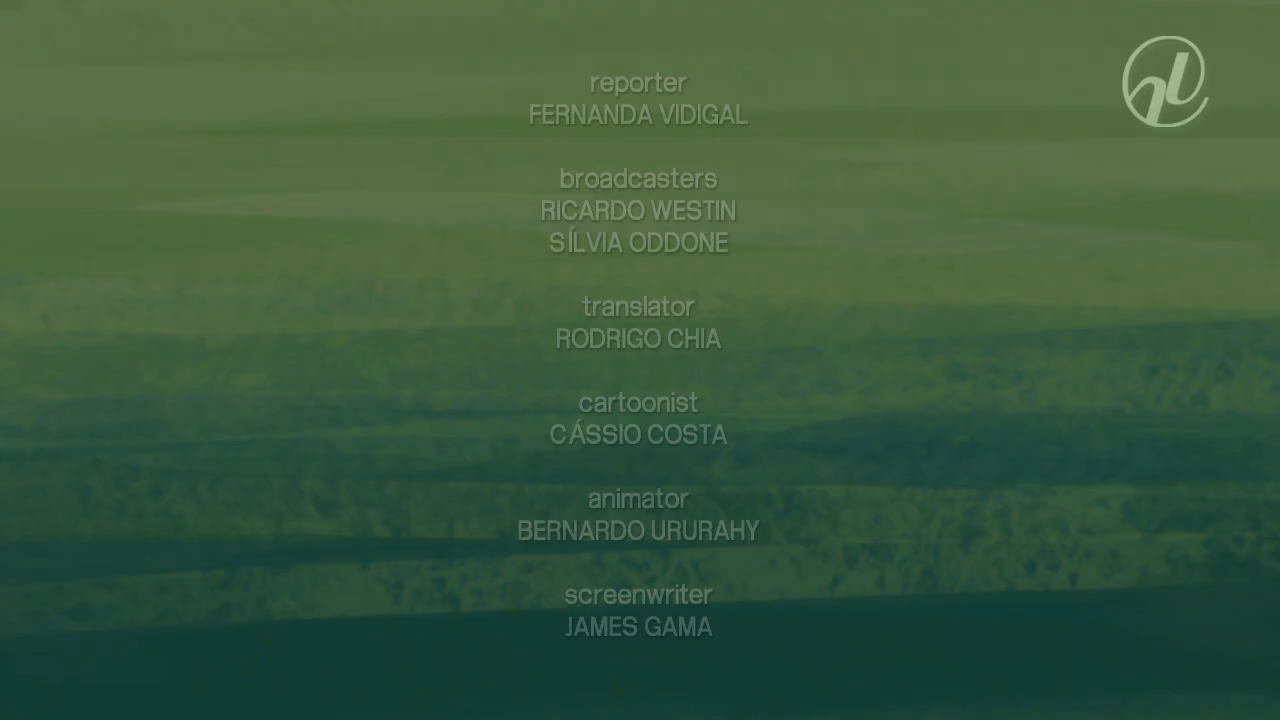 reporter
FERNANDA VIDIGAL
broadcasters
RICARDO WESTIN
SÍLVIA ODDONE
translator
RODRIGO CHIA
cartoonist
CÁSSIO COSTA
animator
BERNARDO URURAHY
screenwriter
JAMES GAMA